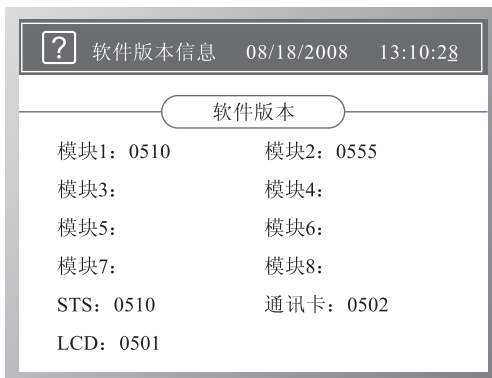 ? 软件版本信息 08/18/2008 13:10:28
软件版本
模块1：0510 模块2：0555
模块3： 模块4：
模块5： 模块6：
模块7： 模块8：
STS：0510 通讯卡：0502
LCD：0501